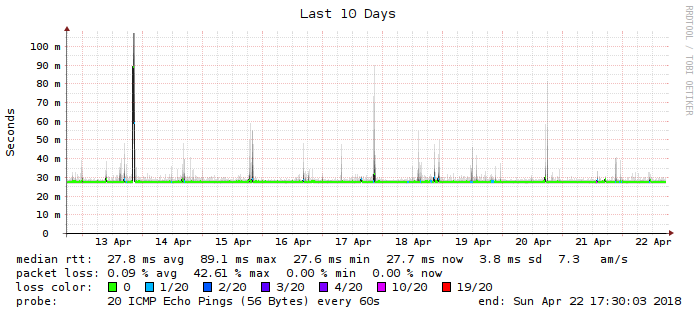 Last 10 Days
RRDTOOL / TOBI OETIKER
Seconds
100 m
90 m
80 m
70 m
60 m
50 m
40 m
30 m
20 m
10 m
0
13 Apr 14 Apr 15 Apr 16 Apr 17 Apr 18 Apr 19 Apr 20 Apr 21 Apr 22 Apr
median rtt: 27.8 ms avg 89.1 ms max 27.6 ms min 27.7 ms now 3.8 ms sd 7.3 am/s
packet loss: 0.09 % avg 42.61 % max 0.00 % min 0.00 % now
loss color: 0 1/20 2/20 3/20 4/20 10/20 19/20
probe: 20 ICMP Echo Pings (56 Bytes) every 60s end: Sun Apr 22 17:30:03 2018